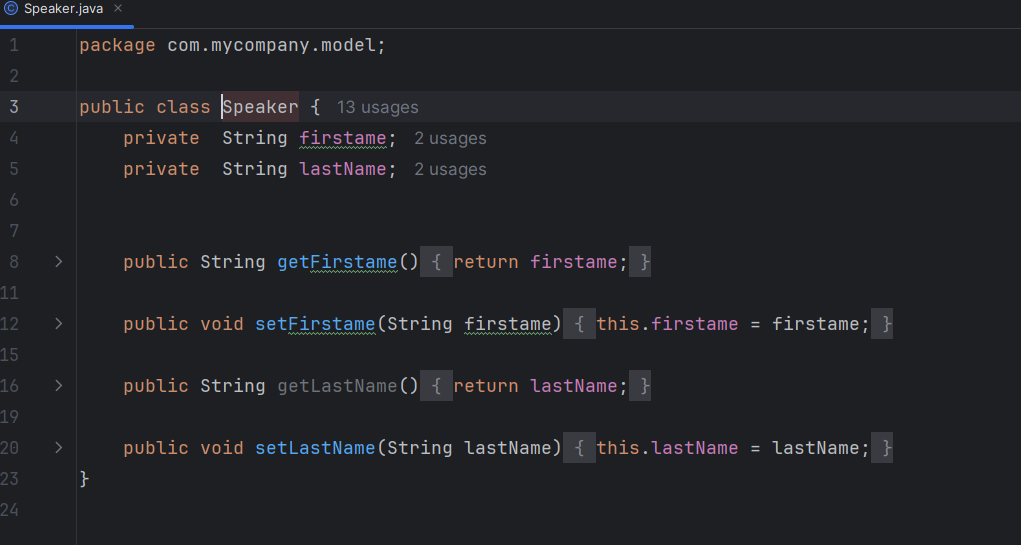 Speaker.java
1 package com.mycompany.model;
2
3 public class Speaker { 13 usages
4 private  String firstame; 2 usages
5 private  String lastName; 2 usages
6
7
8 public String getFirstame() { return firstame; }
11
12 public void setFirstame(String firstame) { this.firstame = firstame; }
15
16 public String getLastName() { return lastName; }
19
20 public void setLastName(String lastName) { this.lastName = lastName; }
23 }
24